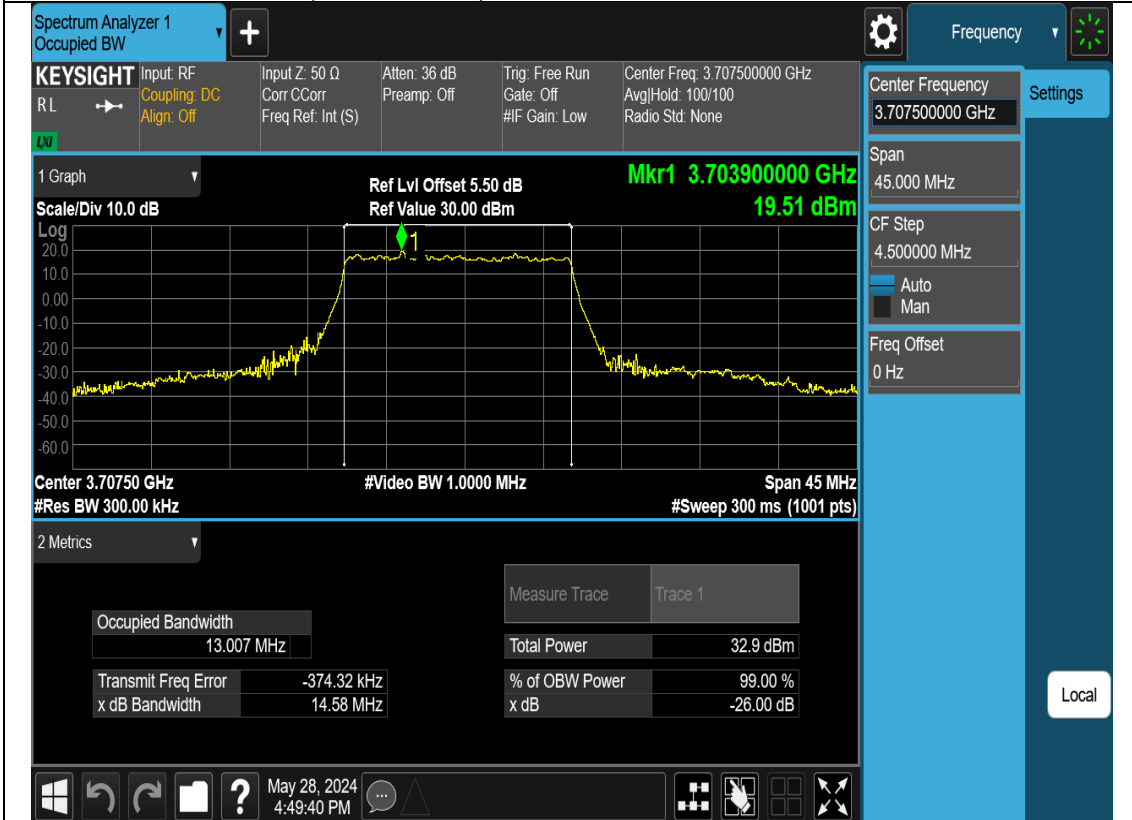 Spectrum Analyzer 1
Occupied BW
+
Frequency
KEYSIGHT
RL
LXI
Input: RF
Coupling: DC
Align: Off
Input Z: 50 Ω
Corr CCorr
Freq Ref: Int (S)
Atten: 36 dB
Preamp: Off
Trig: Free Run
Gate: Off
#IF Gain: Low
Center Freq: 3.707500000 GHz
Avg|Hold: 100/100
Radio Std: None
Center Frequency
3.707500000 GHz
Settings
Span
45.000 MHz
CF Step
4.500000 MHz
Auto
Man
Freq Offset
0 Hz
1 Graph
Scale/Div 10.0 dB
Ref Lvl Offset 5.50 dB
Ref Value 30.00 dBm
Mkr1 3.703900000 GHz
19.51 dBm
Log
20.0
10.0
0.00
-10.0
-20.0
-30.0
-40.0
-50.0
-60.0
1
Center 3.70750 GHz
#Res BW 300.00 kHz
#Video BW 1.0000 MHz
Span 45 MHz
#Sweep 300 ms (1001 pts)
2 Metrics
Measure Trace Trace 1
Occupied Bandwidth
13.007 MHz
Total Power 32.9 dBm
Transmit Freq Error -374.32 kHz
% of OBW Power 99.00 %
x dB Bandwidth 14.58 MHz
x dB -26.00 dB
Local
?
May 28, 2024
4:49:40 PM